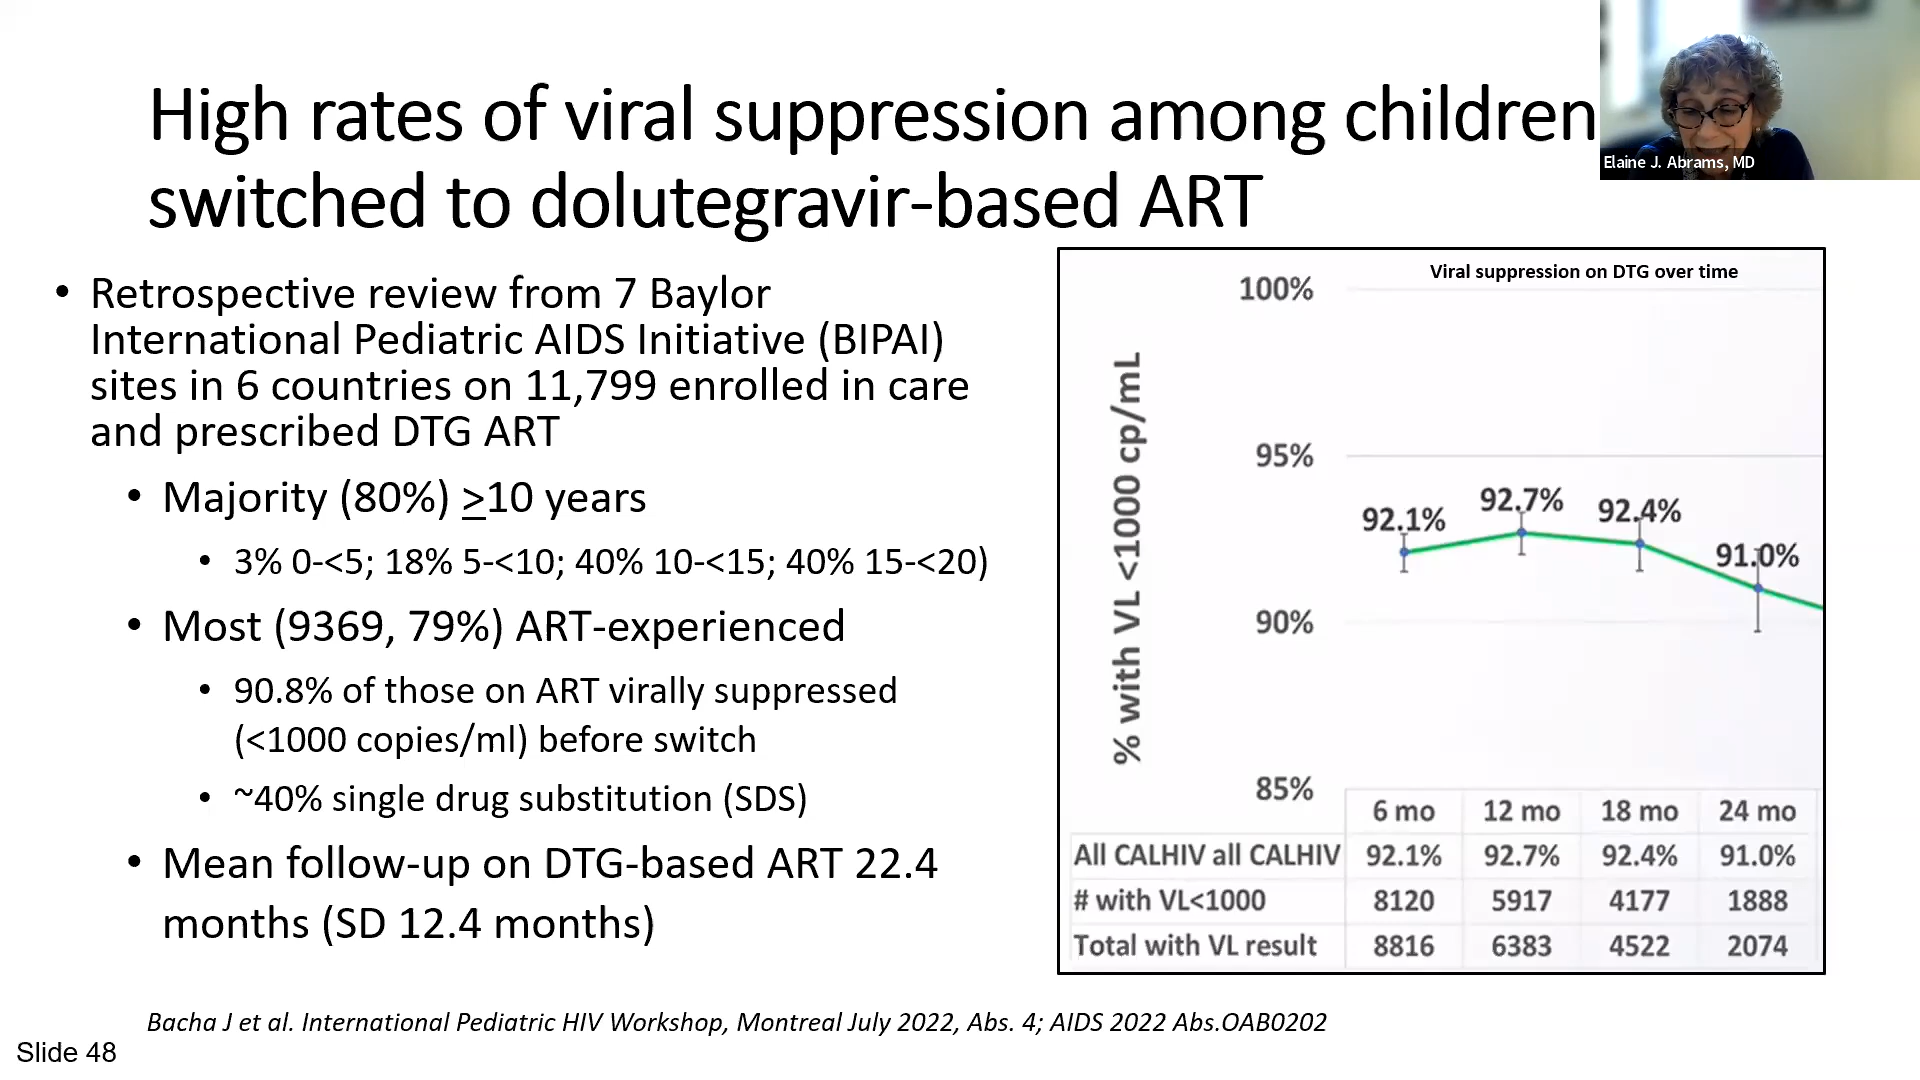 High rates of viral suppression among children
switched to dolutegravir-based ART
Elaine J. Abrams, MD
• Retrospective review from 7 Baylor
International Pediatric AIDS Initiative (BIPAI)
sites in 6 countries on 11,799 enrolled in care
and prescribed DTG ART
• Majority (80%) ≥10 years
• 3% 0-<5; 18% 5-<10; 40% 10-<15; 40% 15-<20)
• Most (9369, 79%) ART-experienced
• 90.8% of those on ART virally suppressed
(<1000 copies/ml) before switch
• ~40% single drug substitution (SDS)
• Mean follow-up on DTG-based ART 22.4
months (SD 12.4 months)
Viral suppression on DTG over time
% with VL <1000 cp/mL
100%
95%
90%
85%
92.1% 92.7% 92.4% 91.0%
6 mo 12 mo 18 mo 24 mo
All CALHIV all CALHIV 92.1% 92.7% 92.4% 91.0%
# with VL<1000 8120 5917 4177 1888
Total with VL result 8816 6383 4522 2074
Bacha J et al. International Pediatric HIV Workshop, Montreal July 2022, Abs. 4; AIDS 2022 Abs.OAB0202
Slide 48